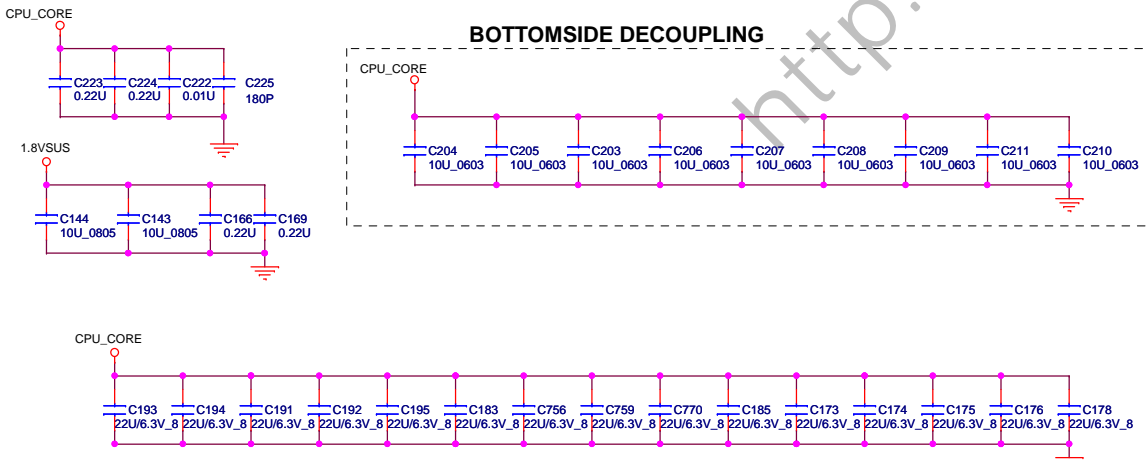 CPU_CORE
C223 C224 C222 C225
0.22U 0.22U 0.01U 180P
1.8VSUS
C144 C143 C166 C169
10U_0805 10U_0805 0.22U 0.22U
BOTTOMSIDE DECOUPLING
CPU_CORE
C204 C205 C203 C206 C207 C208 C209 C211 C210
10U_0603 10U_0603 10U_0603 10U_0603 10U_0603 10U_0603 10U_0603 10U_0603 10U_0603
http:
CPU_CORE
C193 C194 C191 C192 C195 C183 C756 C759 C770 C185 C173 C174 C175 C176 C178
22U/6.3V_8 22U/6.3V_8 22U/6.3V_8 22U/6.3V_8 22U/6.3V_8 22U/6.3V_8 22U/6.3V_8 22U/6.3V_8 22U/6.3V_8 22U/6.3V_8 22U/6.3V_8 22U/6.3V_8 22U/6.3V_8 22U/6.3V_8 22U/6.3V_8